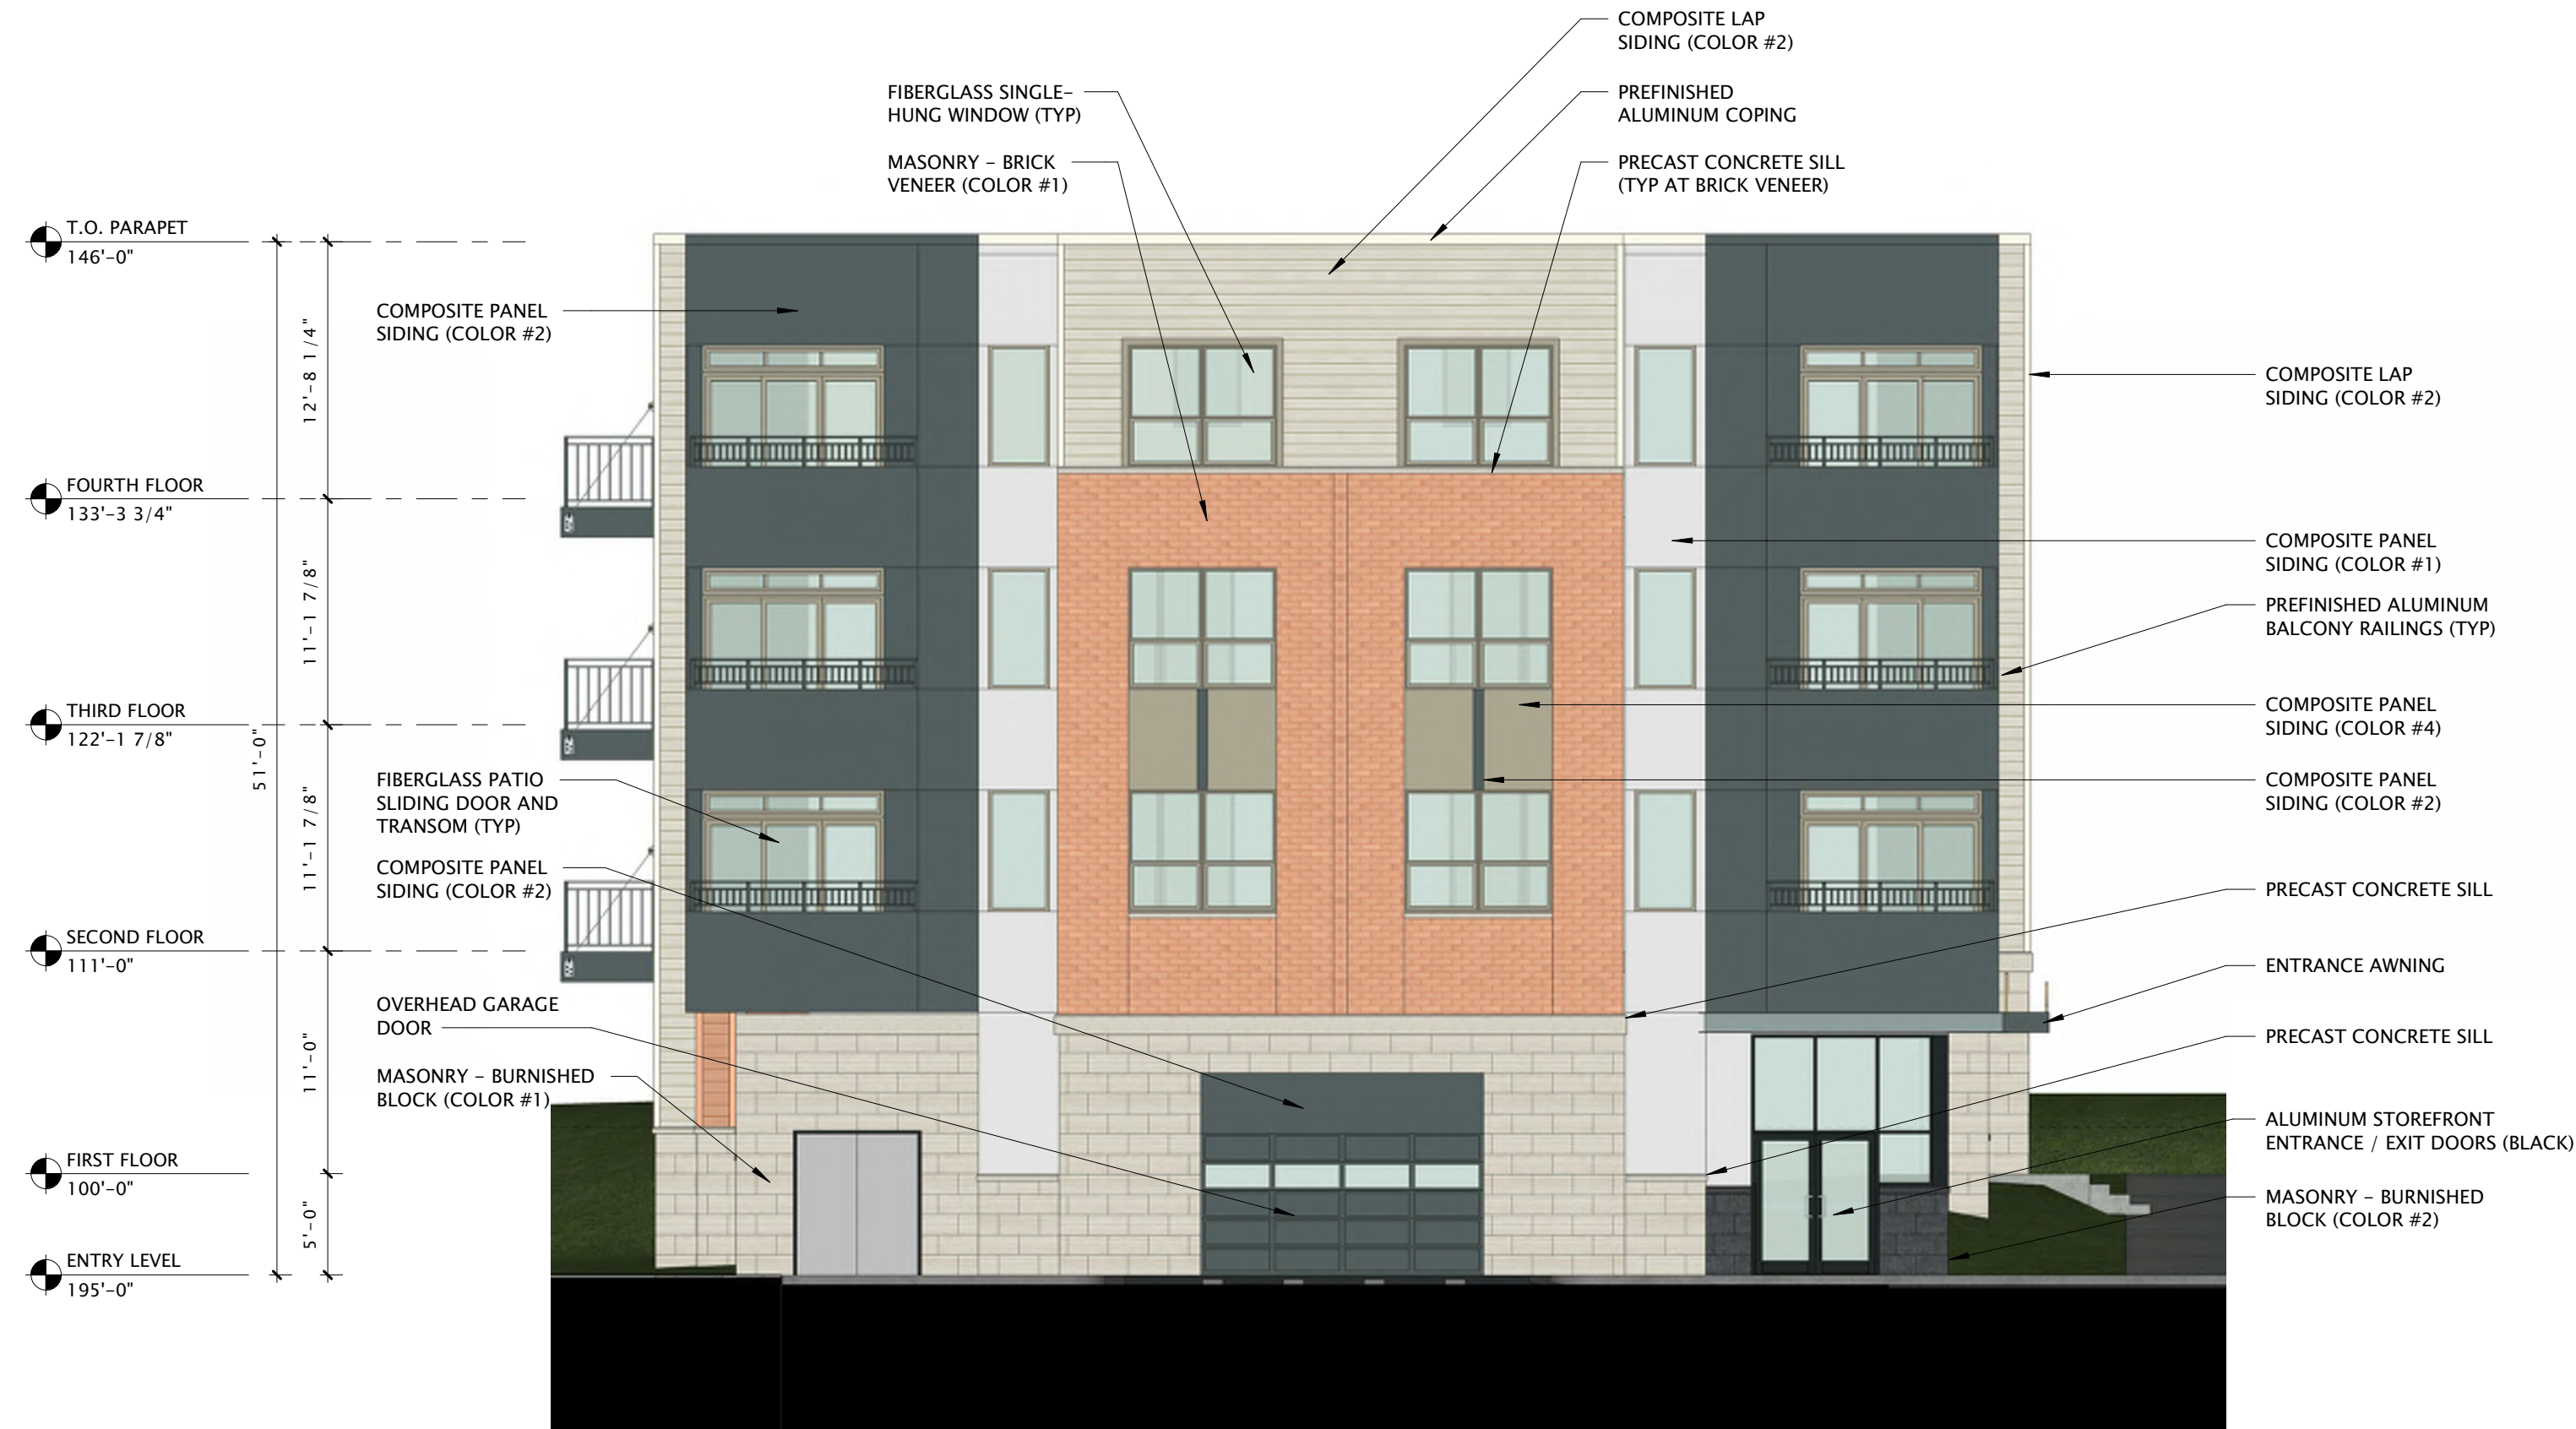 COMPOSITE LAP
SIDING (COLOR #2)
FIBERGLASS SINGLE-
HUNG WINDOW (TYP)
PREFINISHED
ALUMINUM COPING
MASONRY - BRICK
VENEER (COLOR #1)
PRECAST CONCRETE SILL
(TYP AT BRICK VENEER)
T.O. PARAPET
146'-0"
COMPOSITE PANEL
SIDING (COLOR #2)
12'-8 1/4"
COMPOSITE LAP
SIDING (COLOR #2)
FOURTH FLOOR
133'-3 3/4"
COMPOSITE PANEL
SIDING (COLOR #1)
11'-1 7/8"
PREFINISHED ALUMINUM
BALCONY RAILINGS (TYP)
THIRD FLOOR
122'-1 7/8"
COMPOSITE PANEL
SIDING (COLOR #4)
51'-0"
FIBERGLASS PATIO
SLIDING DOOR AND
TRANSOM (TYP)
COMPOSITE PANEL
SIDING (COLOR #2)
11'-1 7/8"
COMPOSITE PANEL
SIDING (COLOR #2)
PRECAST CONCRETE SILL
SECOND FLOOR
111'-0"
ENTRANCE AWNING
OVERHEAD GARAGE
DOOR
11'-0"
PRECAST CONCRETE SILL
MASONRY - BURNISHED
BLOCK (COLOR #1)
ALUMINUM STOREFRONT
ENTRANCE / EXIT DOORS (BLACK)
FIRST FLOOR
100'-0"
MASONRY - BURNISHED
BLOCK (COLOR #2)
5'-0"
ENTRY LEVEL
195'-0"